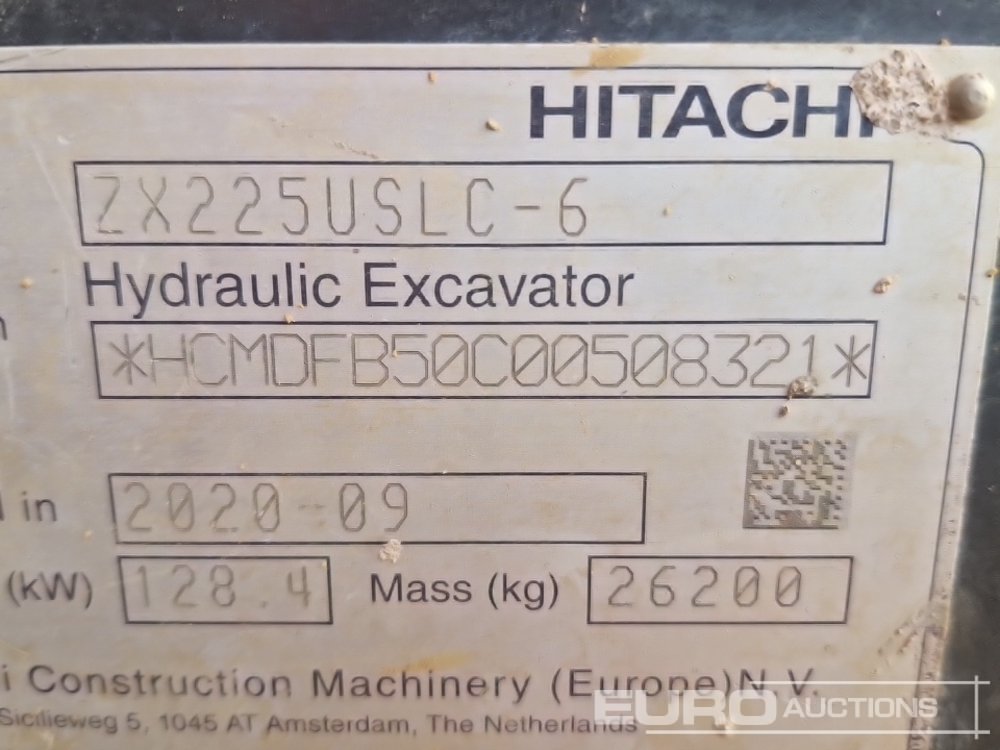 HITACHI
ZX225USLC-6
Hydraulic Excavator
*HCMDFB50C00508321*
in 2020-09
(kW) 128.4 Mass (kg) 26200
i Construction Machinery (Europe) N.V.
Sicilieweg 5, 1045 AT Amsterdam, The Netherlands
EURO AUCTIONS